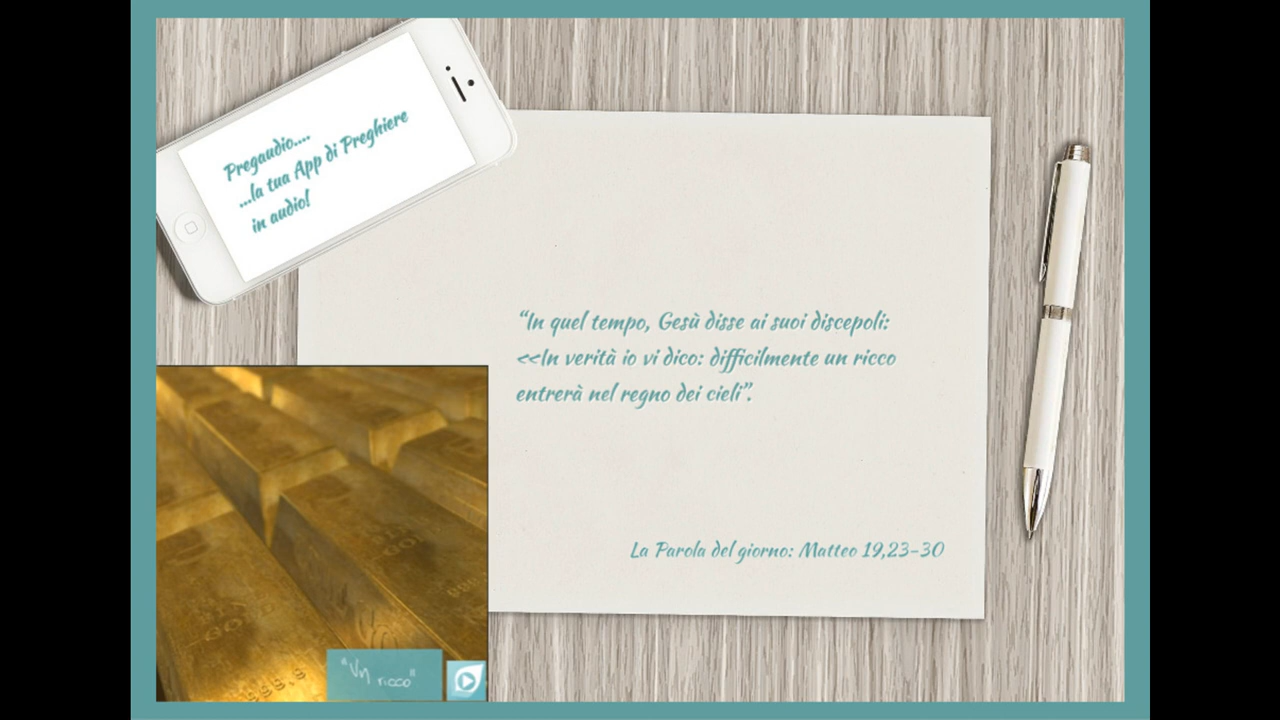 Pregaudio....
...la tua App di Preghiere
in audio!
“In quel tempo, Gesù disse ai suoi discepoli:
<<In verità io vi dico: difficilmente un ricco
entrerà nel regno dei cieli”.
La Parola del giorno: Matteo 19,23-30
GOLD
"Un ricco"